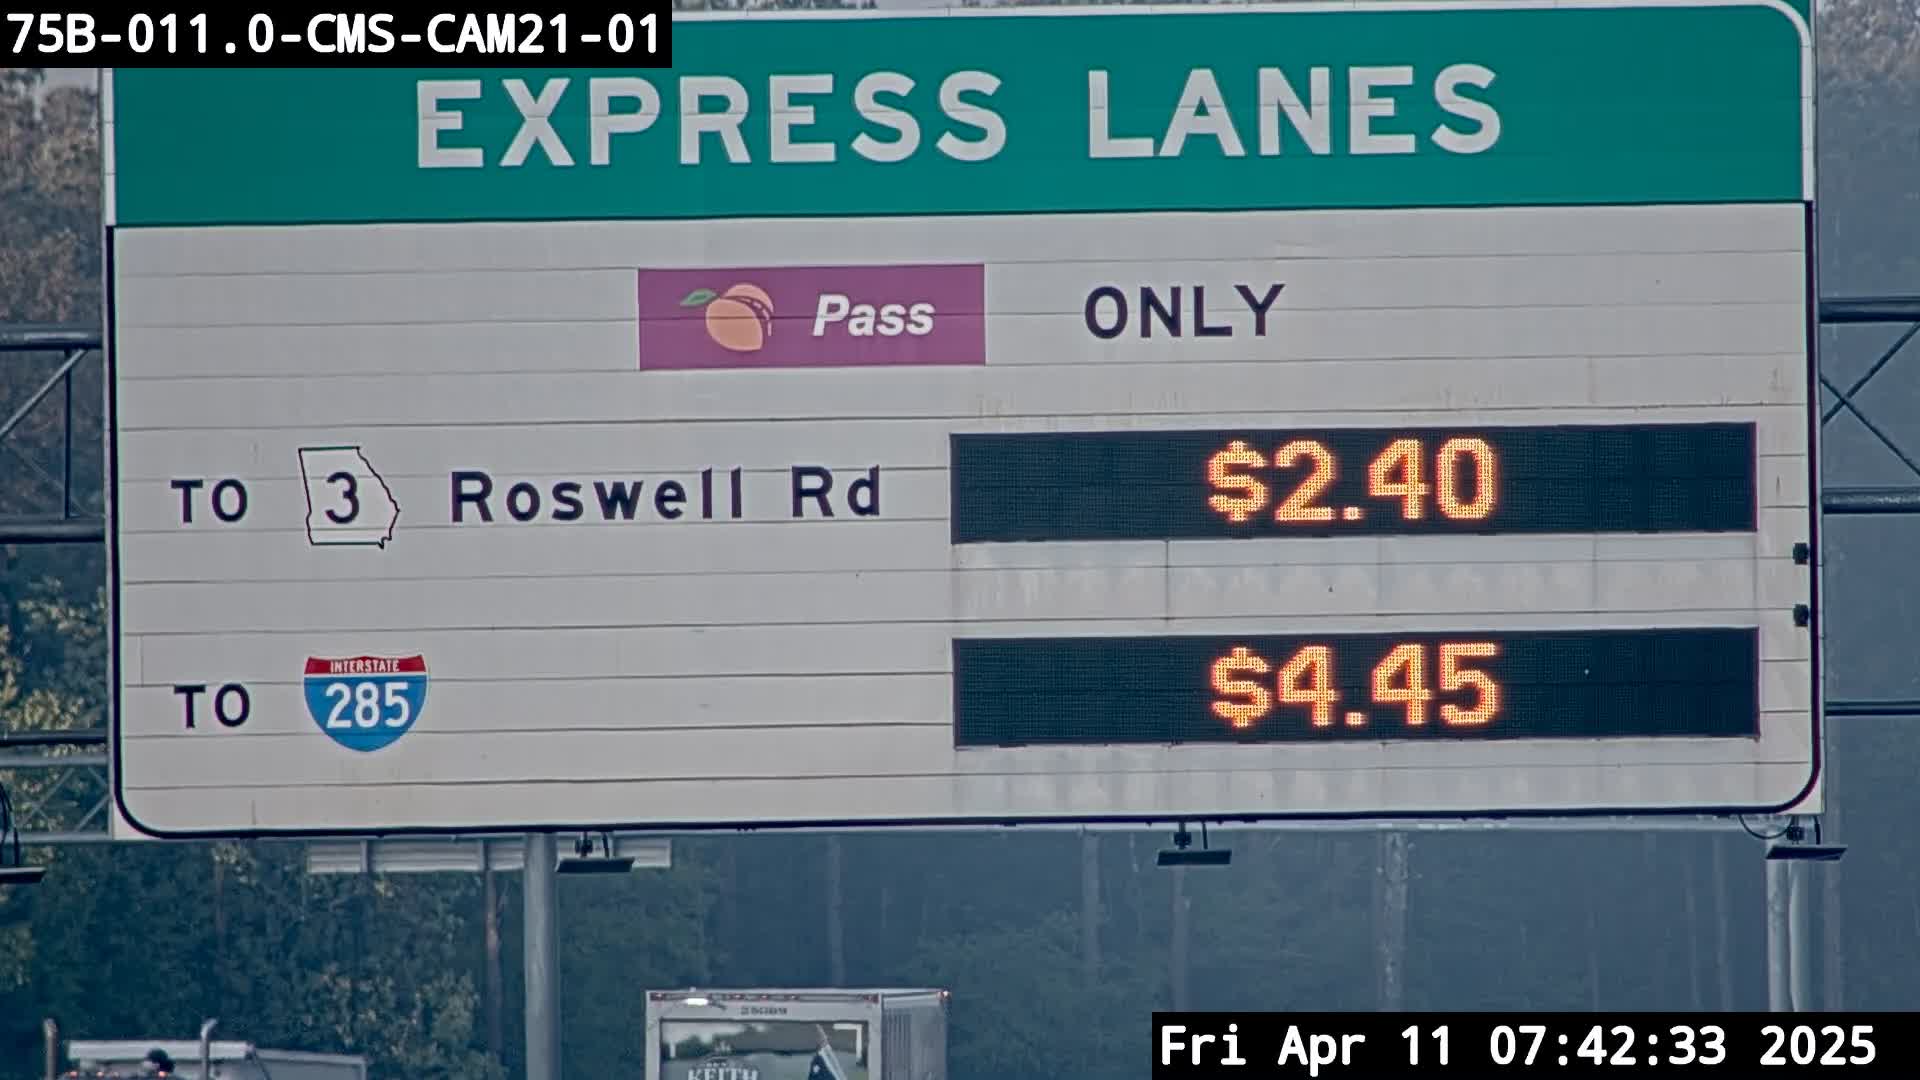 75B-011.0-CMS-CAM21-01
EXPRESS LANES
Pass ONLY
TO 3 Roswell Rd $2.40
INTERSTATE
TO 285 $4.45
KEITH
Fri Apr 11 07:42:33 2025